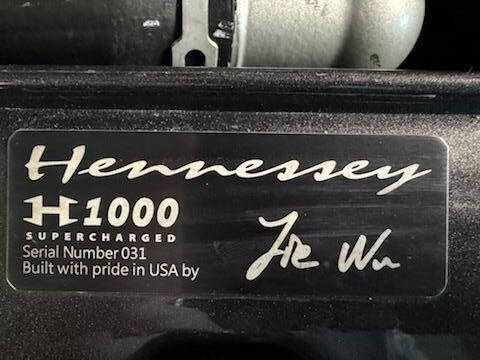 Hennessey
H1000
SUPERCHARGED
Serial Number 031
Built with pride in USA by